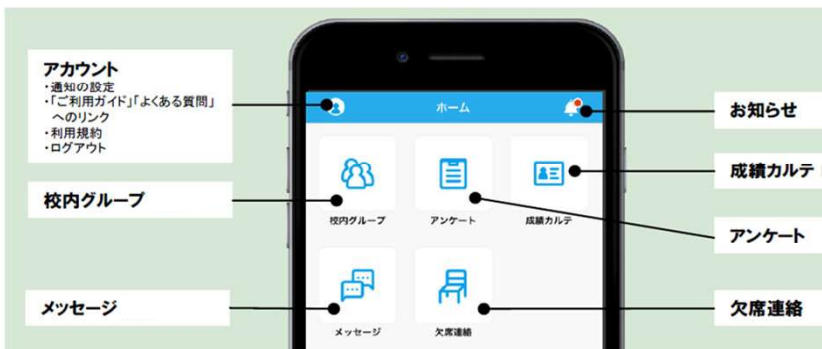 アカウント
・通知の設定
・「ご利用ガイド」「よくある質問」
へのリンク
・利用規約
・ログアウト
校内グループ
メッセージ
ホーム
校内グループ
アンケート
成績カルテ
メッセージ
欠席連絡
お知らせ
成績カルテ
アンケート
欠席連絡